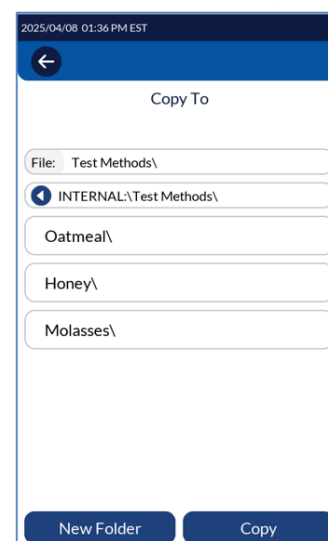 2025/04/08 01:36 PM EST
Copy To
File: Test Methods\
INTERNAL:\Test Methods\
Oatmeal\
Honey\
Molasses\
New Folder Copy